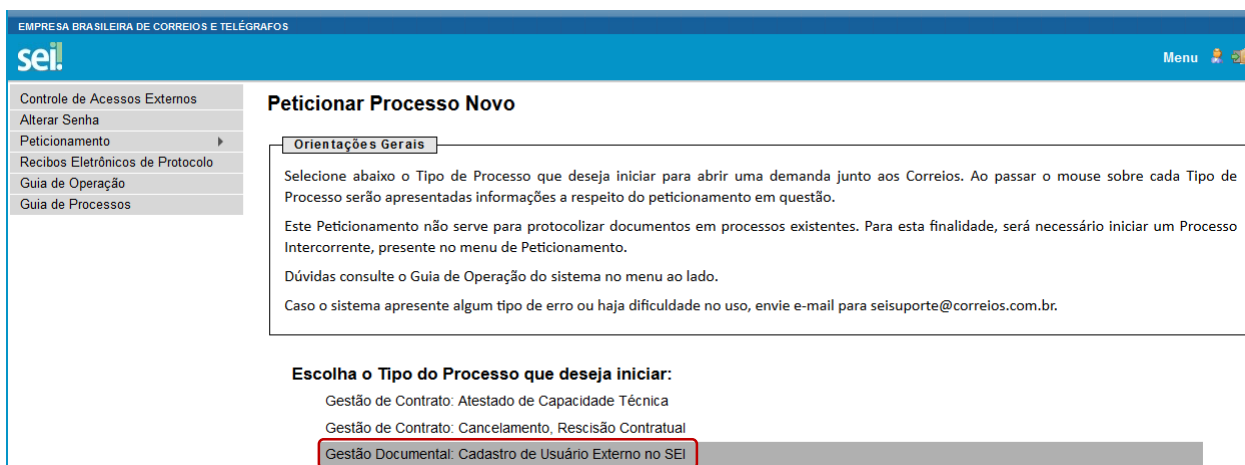 EMPRESA BRASILEIRA DE CORREIOS E TELÉGRAFOS
sei!
Menu
Controle de Acessos Externos
Alterar Senha
Peticionamento
Recibos Eletrônicos de Protocolo
Guia de Operação
Guia de Processos
Peticionar Processo Novo
Orientações Gerais
Selecione abaixo o Tipo de Processo que deseja iniciar para abrir uma demanda junto aos Correios. Ao passar o mouse sobre cada Tipo de
Processo serão apresentadas informações a respeito do peticionamento em questão.
Este Peticionamento não serve para protocolizar documentos em processos existentes. Para esta finalidade, será necessário iniciar um Processo
Intercorrente, presente no menu de Peticionamento.
Dúvidas consulte o Guia de Operação do sistema no menu ao lado.
Caso o sistema apresente algum tipo de erro ou haja dificuldade no uso, envie e-mail para seisuporte@correios.com.br.
Escolha o Tipo do Processo que deseja iniciar:
Gestão de Contrato: Atestado de Capacidade Técnica
Gestão de Contrato: Cancelamento, Rescisão Contratual
Gestão Documental: Cadastro de Usuário Externo no SEI